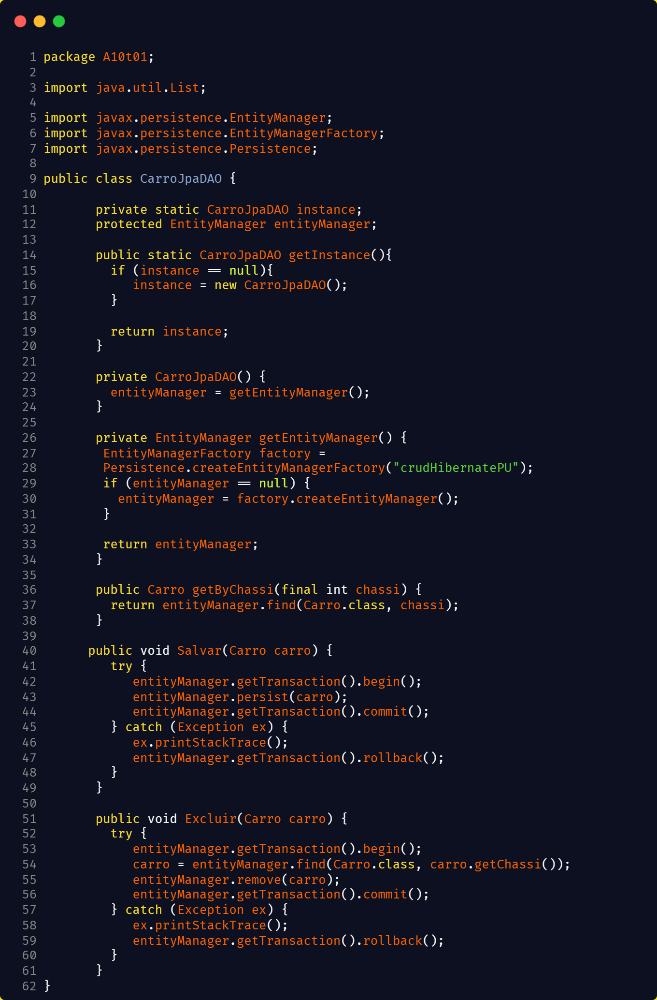 1 package A10t01;
2
3 import java.util.List;
4
5 import javax.persistence.EntityManager;
6 import javax.persistence.EntityManagerFactory;
7 import javax.persistence.Persistence;
8
9 public class CarroJpaDAO {
10
11        private static CarroJpaDAO instance;
12        protected EntityManager entityManager;
13
14        public static CarroJpaDAO getInstance(){
15          if (instance == null){
16             instance = new CarroJpaDAO();
17          }
18
19          return instance;
20        }
21
22        private CarroJpaDAO() {
23          entityManager = getEntityManager();
24        }
25
26        private EntityManager getEntityManager() {
27         EntityManagerFactory factory =
28         Persistence.createEntityManagerFactory("crudHibernatePU");
29         if (entityManager == null) {
30           entityManager = factory.createEntityManager();
31         }
32
33         return entityManager;
34        }
35
36        public Carro getByChassi(final int chassi) {
37          return entityManager.find(Carro.class, chassi);
38        }
39
40       public void Salvar(Carro carro) {
41          try {
42             entityManager.getTransaction().begin();
43             entityManager.persist(carro);
44             entityManager.getTransaction().commit();
45          } catch (Exception ex) {
46             ex.printStackTrace();
47             entityManager.getTransaction().rollback();
48          }
49        }
50
51        public void Excluir(Carro carro) {
52          try {
53             entityManager.getTransaction().begin();
54             carro = entityManager.find(Carro.class, carro.getChassi());
55             entityManager.remove(carro);
56             entityManager.getTransaction().commit();
57          } catch (Exception ex) {
58             ex.printStackTrace();
59             entityManager.getTransaction().rollback();
60          }
61        }
62 }